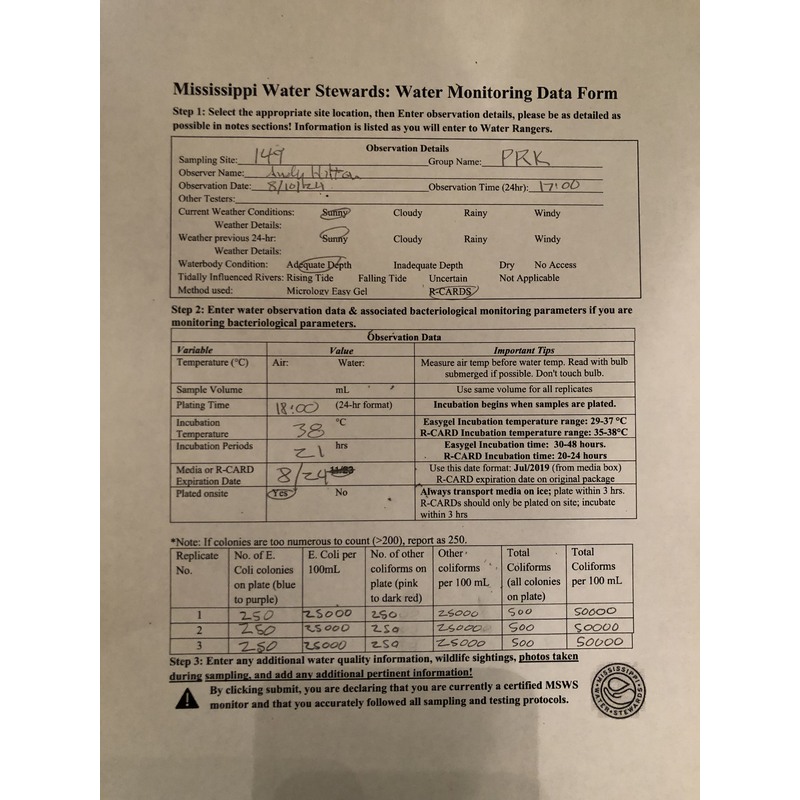 Mississippi Water Stewards: Water Monitoring Data Form
Step 1: Select the appropriate site location, then Enter observation details, please be as detailed as
possible in notes sections! Information is listed as you will enter to Water Rangers.
Observation Details
Sampling Site: 149 Group Name: PRK
Observer Name: Andy Hilton
Observation Date: 8/10/24 Observation Time (24hr): 17:00
Other Testers:
Current Weather Conditions: Sunny Cloudy Rainy Windy
Weather Details:
Weather previous 24-hr: Sunny Cloudy Rainy Windy
Weather Details:
Waterbody Condition: Adequate Depth Inadequate Depth Dry No Access
Tidally Influenced Rivers: Rising Tide Falling Tide Uncertain Not Applicable
Method used: Micrology Easy Gel R-CARDS
Step 2: Enter water observation data & associated bacteriological monitoring parameters if you are
monitoring bacteriological parameters.
Observation Data
Variable Value Important Tips
Temperature (°C) Air: Water: Measure air temp before water temp. Read with bulb
submerged if possible. Don't touch bulb.
Sample Volume mL Use same volume for all replicates
Plating Time 18:00 (24-hr format) Incubation begins when samples are plated.
Incubation Temperature 38 °C Easygel Incubation temperature range: 29-37 °C
R-CARD Incubation temperature range: 35-38°C
Incubation Periods 21 hrs Easygel Incubation time: 30-48 hours.
R-CARD Incubation time: 20-24 hours
Media or R-CARD Expiration Date 8/24 Use this date format: Jul/2019 (from media box)
R-CARD expiration date on original package
Plated onsite Yes No Always transport media on ice; plate within 3 hrs.
R-CARDs should only be plated on site; incubate
within 3 hrs
*Note: If colonies are too numerous to count (>200), report as 250.
Replicate No. No. of E. Coli colonies on plate (blue to purple) E. Coli per 100mL No. of other coliforms on plate (pink to dark red) Other coliforms per 100 mL Total Coliforms (all colonies on plate) Total Coliforms per 100 mL
1 250 25000 250 25000 500 50000
2 250 25000 250 25000 500 50000
3 250 25000 250 25000 500 50000
Step 3: Enter any additional water quality information, wildlife sightings, photos taken
during sampling, and add any additional pertinent information!
By clicking submit, you are declaring that you are currently a certified MSWS
monitor and that you accurately followed all sampling and testing protocols.
MISSISSIPPI WATER STEWARDS